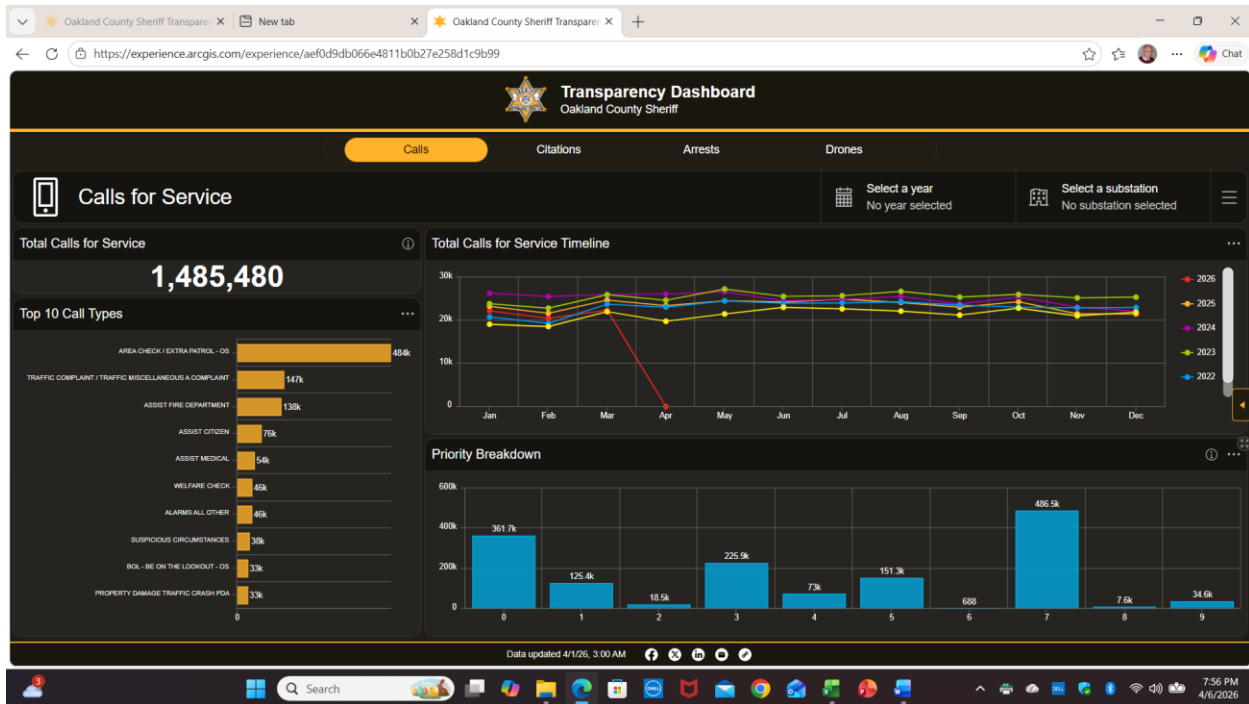 Oakland County Sheriff Transparen
New tab
Oakland County Sheriff Transparen
https://experience.arcgis.com/experience/aef0d9db066e4811b0b27e258d1c9b99
Chat
Transparency Dashboard
Oakland County Sheriff
Calls
Citations
Arrests
Drones
Calls for Service
Select a year
No year selected
Select a substation
No substation selected
Total Calls for Service
1,485,480
Top 10 Call Types
AREA CHECK / EXTRA PATROL - OS
484k
TRAFFIC COMPLAINT / TRAFFIC MISCELLANEOUS A COMPLAINT
147k
ASSIST FIRE DEPARTMENT
138k
ASSIST CITIZEN
76k
ASSIST MEDICAL
54k
WELFARE CHECK
46k
ALARMS ALL OTHER
46k
SUSPICIOUS CIRCUMSTANCES
38k
BOL - BE ON THE LOOKOUT - OS
33k
PROPERTY DAMAGE TRAFFIC CRASH PDA
33k
0
Total Calls for Service Timeline
30k
20k
10k
0
Jan Feb Mar Apr May Jun Jul Aug Sep Oct Nov Dec
2026
2025
2024
2023
2022
Priority Breakdown
600k
400k
200k
0
361.7k
125.4k
18.5k
225.9k
73k
151.3k
688
486.5k
7.6k
34.6k
0 1 2 3 4 5 6 7 8 9
Data updated 4/1/26, 3:00 AM
3
Search
DELL
DELL
7:56 PM
4/6/2026